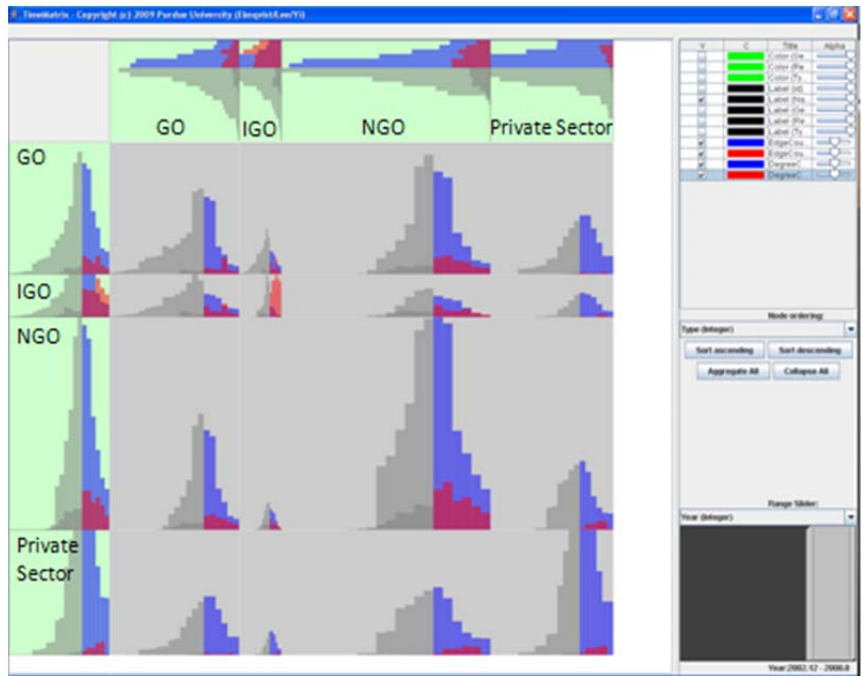 TimeMatrix - Copyright (c) 2009 Purdue University (Elmqvist/Lee/Yi)
V C Title Alpha
Color (Ge
Color (Re
Color (Ty
Label (Id)
Label (Na
Label (Ge
Label (Re
Label (Ty
EdgeCou...
EdgeCou...
DegreeC...
DegreeC...
GO IGO NGO Private Sector
GO
IGO
NGO
Private
Sector
Node ordering:
Type (Integer)
Sort ascending Sort descending
Aggregate All Collapse All
Range Slider:
Year (Integer)
Year:2002.12 - 2008.0